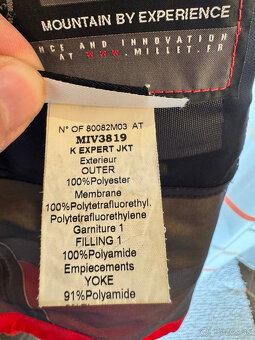 MOUNTAIN BY EXPERIENCE
NCE AND INNOVATION
AT WWW.MILLET.FR
N° OF 80082M03 AT
MIV3819
K EXPERT JKT
Exterieur
OUTER
100%Polyester
Membrane
100%Polytetrafluorethyl.
Polytetrafluoroethylene
Garniture 1
FILLING 1
100%Polyamide
Empiecements
YOKE
91%Polyamide